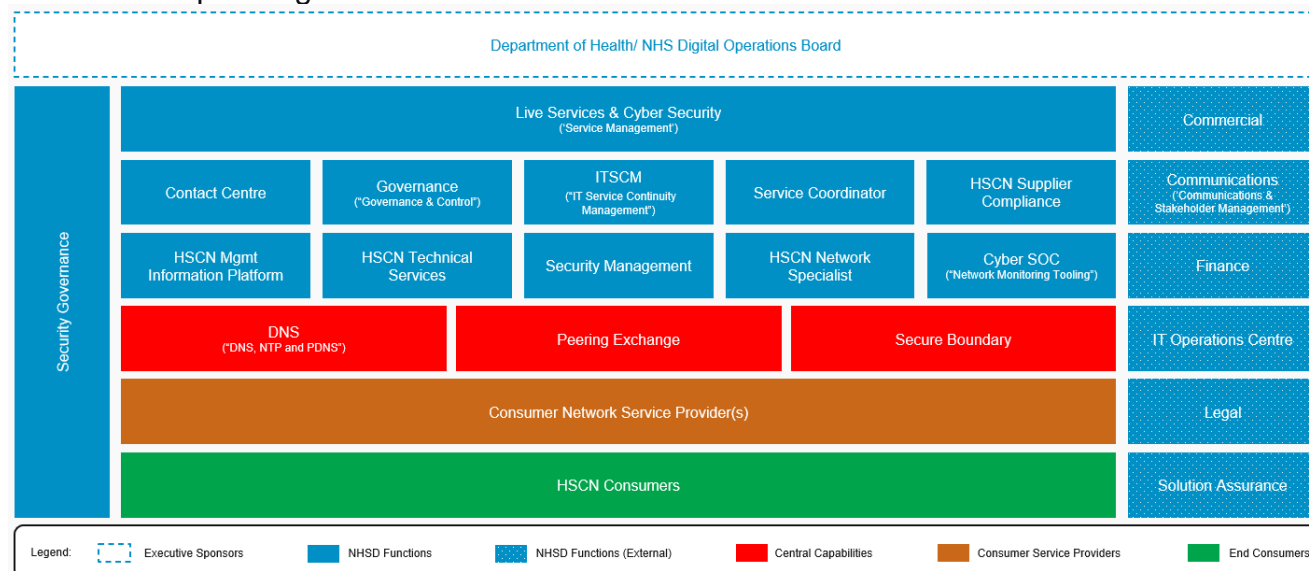 Department of Health/ NHS Digital Operations Board
Security Governance
Live Services & Cyber Security
('Service Management')
Commercial
Contact Centre
Governance
("Governance & Control")
ITSCM
("IT Service Continuity
Management")
Service Coordinator
HSCN Supplier
Compliance
Communications
('Communications &
Stakeholder Management')
HSCN Mgmt
Information Platform
HSCN Technical
Services
Security Management
HSCN Network
Specialist
Cyber SOC
("Network Monitoring Tooling")
Finance
DNS
("DNS, NTP and PDNS")
Peering Exchange
Secure Boundary
IT Operations Centre
Consumer Network Service Provider(s)
Legal
HSCN Consumers
Solution Assurance
Legend:
Executive Sponsors
NHSD Functions
NHSD Functions (External)
Central Capabilities
Consumer Service Providers
End Consumers